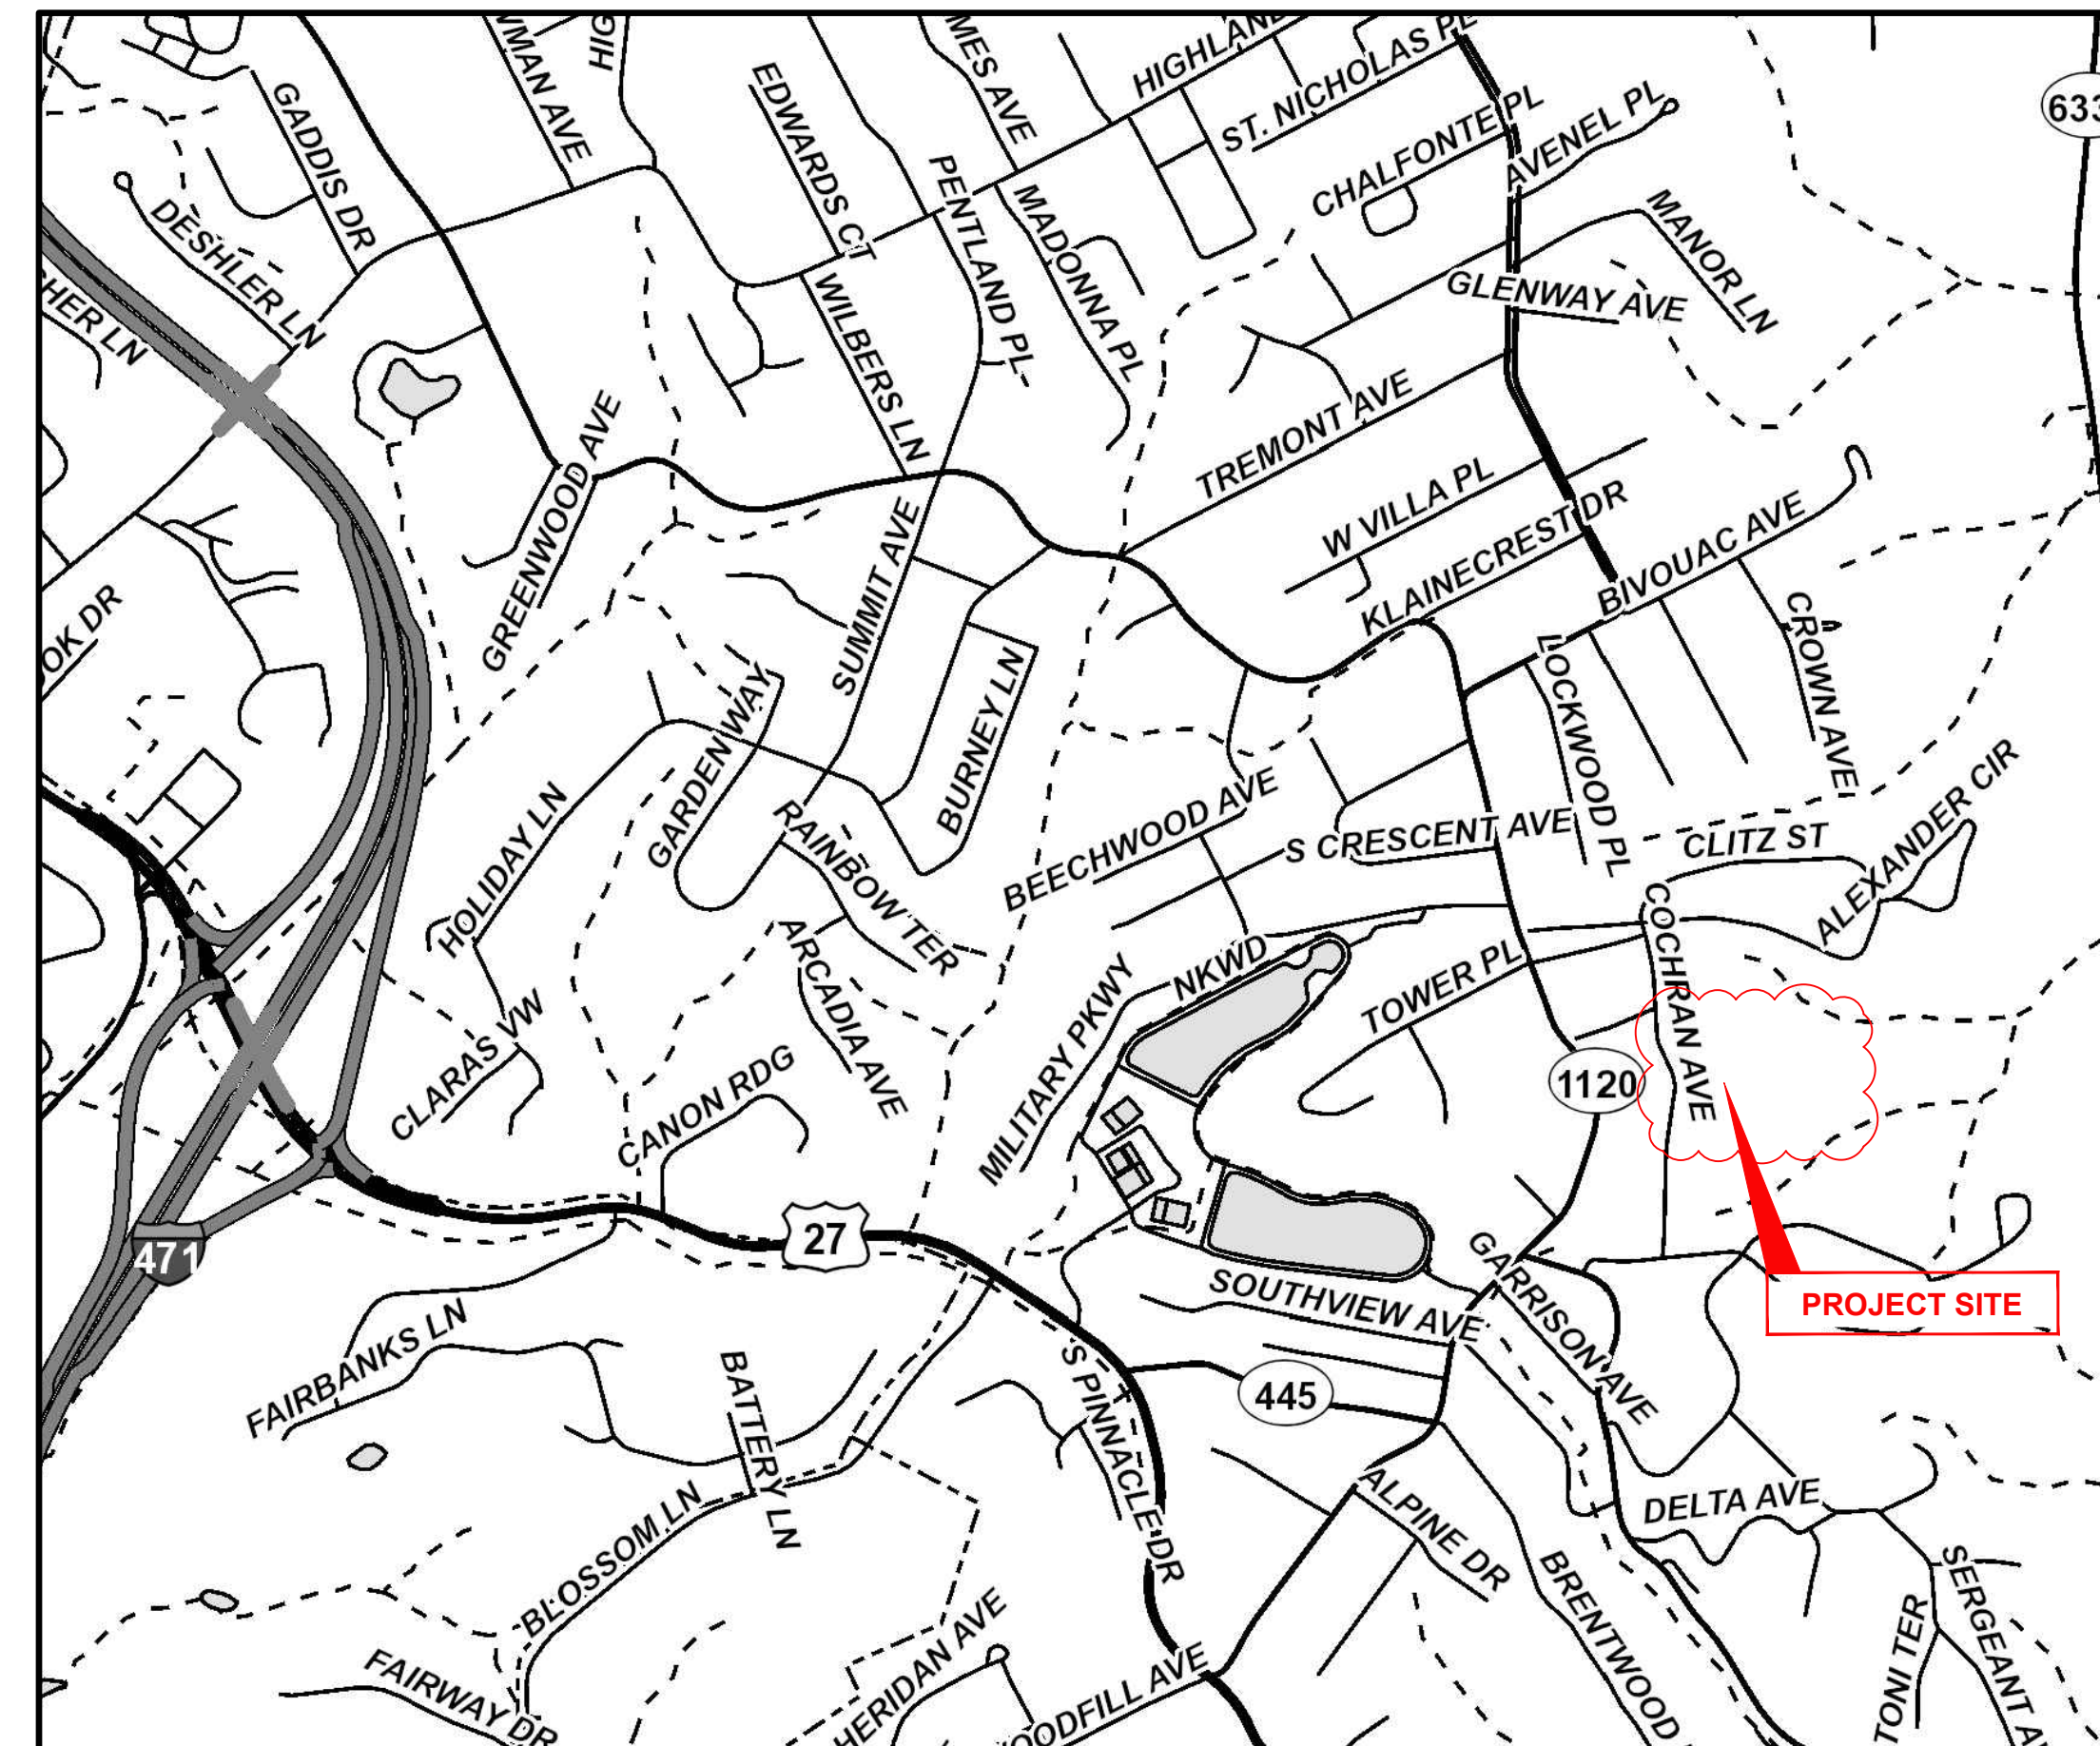 HIGHLAND
ST. NICHOLAS PL
CHALFONTE PL
AVENEL PL
633
GADDIS DR
EDWARDS CT
PENTLAND PL
MADONNA PL
MANOR LN
DESHLER LN
GLENWAY AVE
WILBERS LN
GREENWOOD AVE
TREMONT AVE
W VILLA PL
KLAINECREST DR
BIVOUAC AVE
SUMMIT AVE
CROWN AVE
LOCKWOOD PL
BURNEY LN
GARDEN WAY
HOLIDAY LN
RAINBOW TER
BEECHWOOD AVE
S CRESCENT AVE
CLITZ ST
ALEXANDER CIR
COCHRAN AVE
ARCADIA AVE
MILITARY PKWY
NKWD
TOWER PL
CLARAS VW
CANON RDG
1120
27
471
SOUTHVIEW AVE
GARRISON AVE
PROJECT SITE
FAIRBANKS LN
BATTERY LN
S PINNACLE DR
445
ALPINE DR
DELTA AVE
BLOSSOM LN
BRENTWOOD
SERGEANT A
TONI TER
FAIRWAY DR
HERIDAN AVE
OODFILL AVE
OK DR
HER LN
MAN AVE
HIG
MES AVE